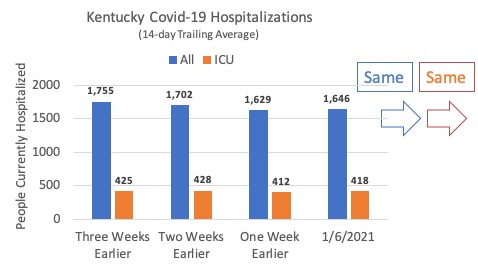 Kentucky Covid-19 Hospitalizations
(14-day Trailing Average)
All ICU
People Currently Hospitalized
2000
1500
1000
500
0
1,755
425
1,702
428
1,629
412
1,646
418
Same
Same
Three Weeks
Earlier
Two Weeks
Earlier
One Week
Earlier
1/6/2021